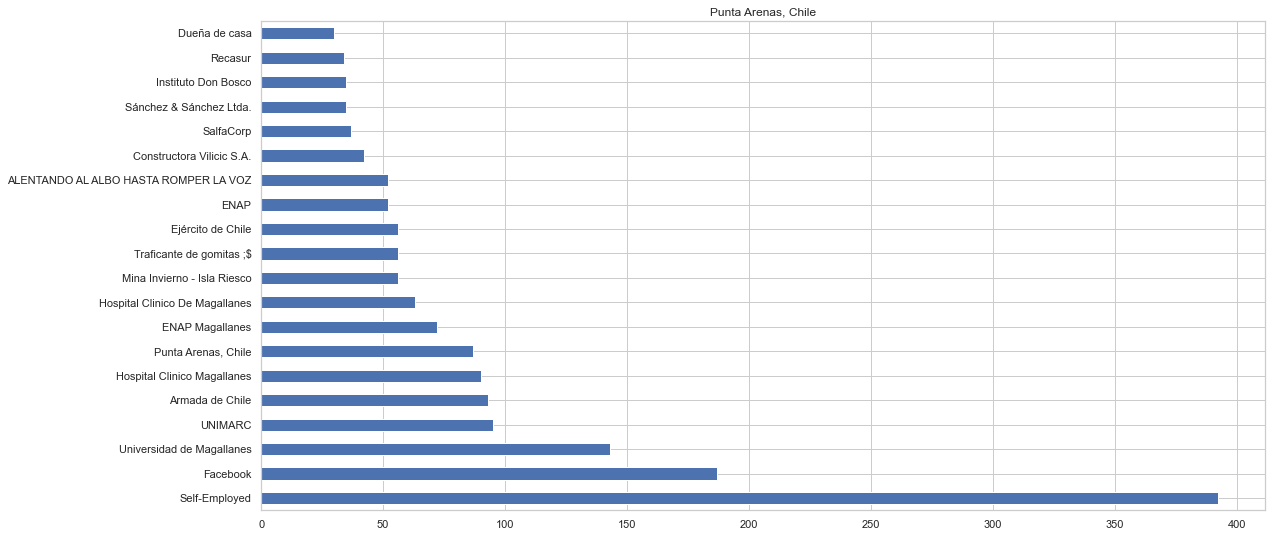 Punta Arenas, Chile
Dueña de casa
Recasur
Instituto Don Bosco
Sánchez & Sánchez Ltda.
SalfaCorp
Constructora Vilicic S.A.
ALENTANDO AL ALBO HASTA ROMPER LA VOZ
ENAP
Ejército de Chile
Traficante de gomitas ;$
Mina Invierno - Isla Riesco
Hospital Clinico De Magallanes
ENAP Magallanes
Punta Arenas, Chile
Hospital Clinico Magallanes
Armada de Chile
UNIMARC
Universidad de Magallanes
Facebook
Self-Employed
0 50 100 150 200 250 300 350 400